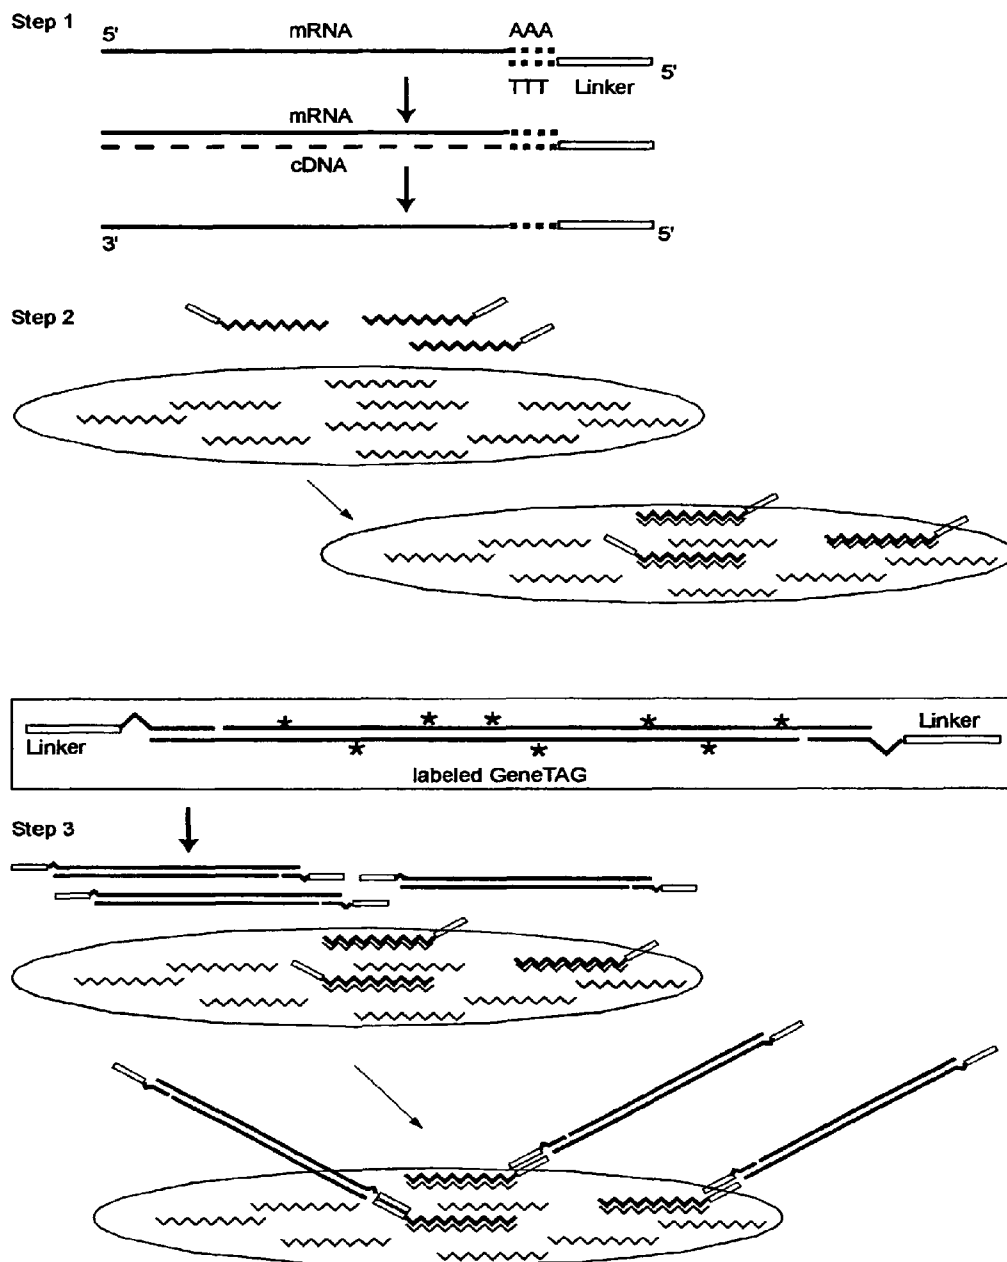 Step 1
5'
mRNA
AAA
TTT
Linker
5'
mRNA
cDNA
3'
5'
Step 2
Linker
* * * * *
Linker
* * *
labeled GeneTAG
Step 3